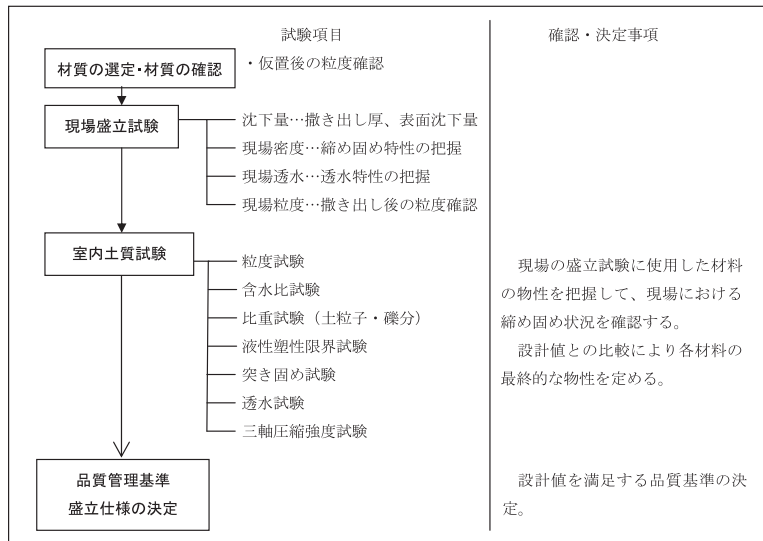 試験項目
確認・決定事項
材質の選定･材質の確認
・仮置後の粒度確認
現場盛立試験
沈下量…撒き出し厚、表面沈下量
現場密度…締め固め特性の把握
現場透水…透水特性の把握
現場粒度…撒き出し後の粒度確認
室内土質試験
粒度試験
含水比試験
比重試験（土粒子・礫分）
液性塑性限界試験
突き固め試験
透水試験
三軸圧縮強度試験
現場の盛立試験に使用した材料
の物性を把握して、現場における
締め固め状況を確認する。
設計値との比較により各材料の
最終的な物性を定める。
品質管理基準
盛立仕様の決定
設計値を満足する品質基準の決
定。